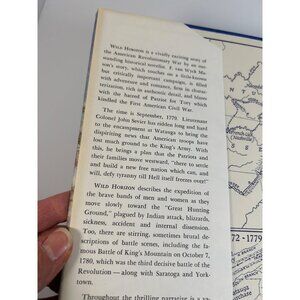 WILD HORIZON is a vividly exciting story of
the American Revolutionary War by an out-
standing historical novelist. F. van Wyck Ma-
son's story, which touches on a little-known
but critically important campaign, is filled
with adventure and romance, firm in charac-
terization, rich in authentic detail, and blazes
with the hatred of Patriot for Tory which
kindled the First American Civil War.
The time is September, 1779. Lieutenant
Colonel John Sevier has ridden long and hard
to the encampment at Watauga to bring the
dispiriting news that American troops have
lost much ground to the King's Army. With
this, he brings a plan that the Patriots and
their families move westward, "there to settle
and build a new free nation which can, and
will, defy tyranny till Hell itself freezes over!"
WILD HORIZON describes the expedition of
the brave bands of men and women as they
move slowly toward the "Great Hunting
Ground," plagued by Indian attack, blizzards,
sickness, accident and internal dissension.
Too, there are stirring, sometimes brutal de-
scriptions of battle scenes, including the fa-
mous Battle of King's Mountain on October 7,
1780, which was the third decisive battle of the
Revolution—along with Saratoga and York-
town.
Throughout the thrilling narrative is a
72-1779